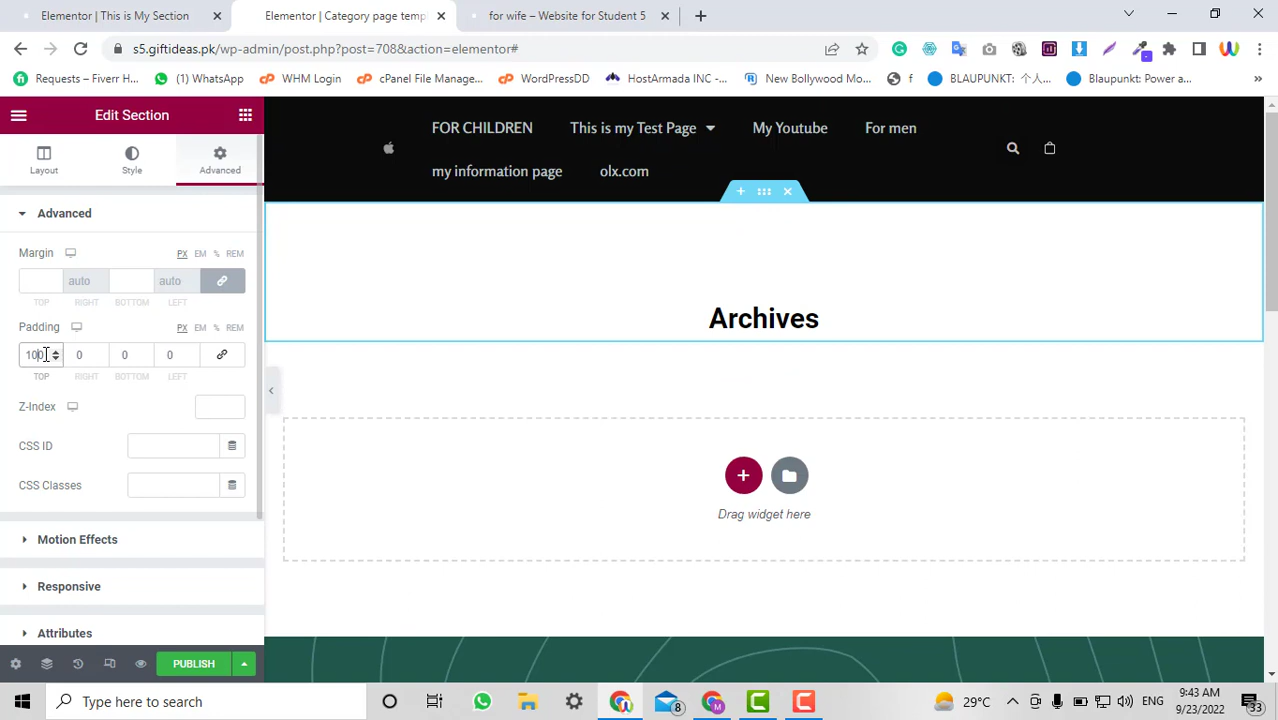 Elementor | This is My Section
Elementor | Category page temp
for wife – Website for Student 5
s5.giftideas.pk/wp-admin/post.php?post=708&action=elementor#
Requests – Fiverr H...
(1) WhatsApp
WHM Login
cPanel File Manage...
WordPressDD
HostArmada INC -...
New Bollywood Mo...
f
BLAUPUNKT: 个人...
Blaupunkt: Power a...
»
Edit Section
Layout
Style
Advanced
Advanced
Margin
PX EM % REM
auto
auto
TOP RIGHT BOTTOM LEFT
Padding
PX EM % REM
100 0 0 0
TOP RIGHT BOTTOM LEFT
Z-Index
CSS ID
CSS Classes
Motion Effects
Responsive
Attributes
PUBLISH
FOR CHILDREN
This is my Test Page
My Youtube
For men
my information page
olx.com
Archives
Drag widget here
Type here to search
8
29°C
ENG
9:43 AM
9/23/2022
33